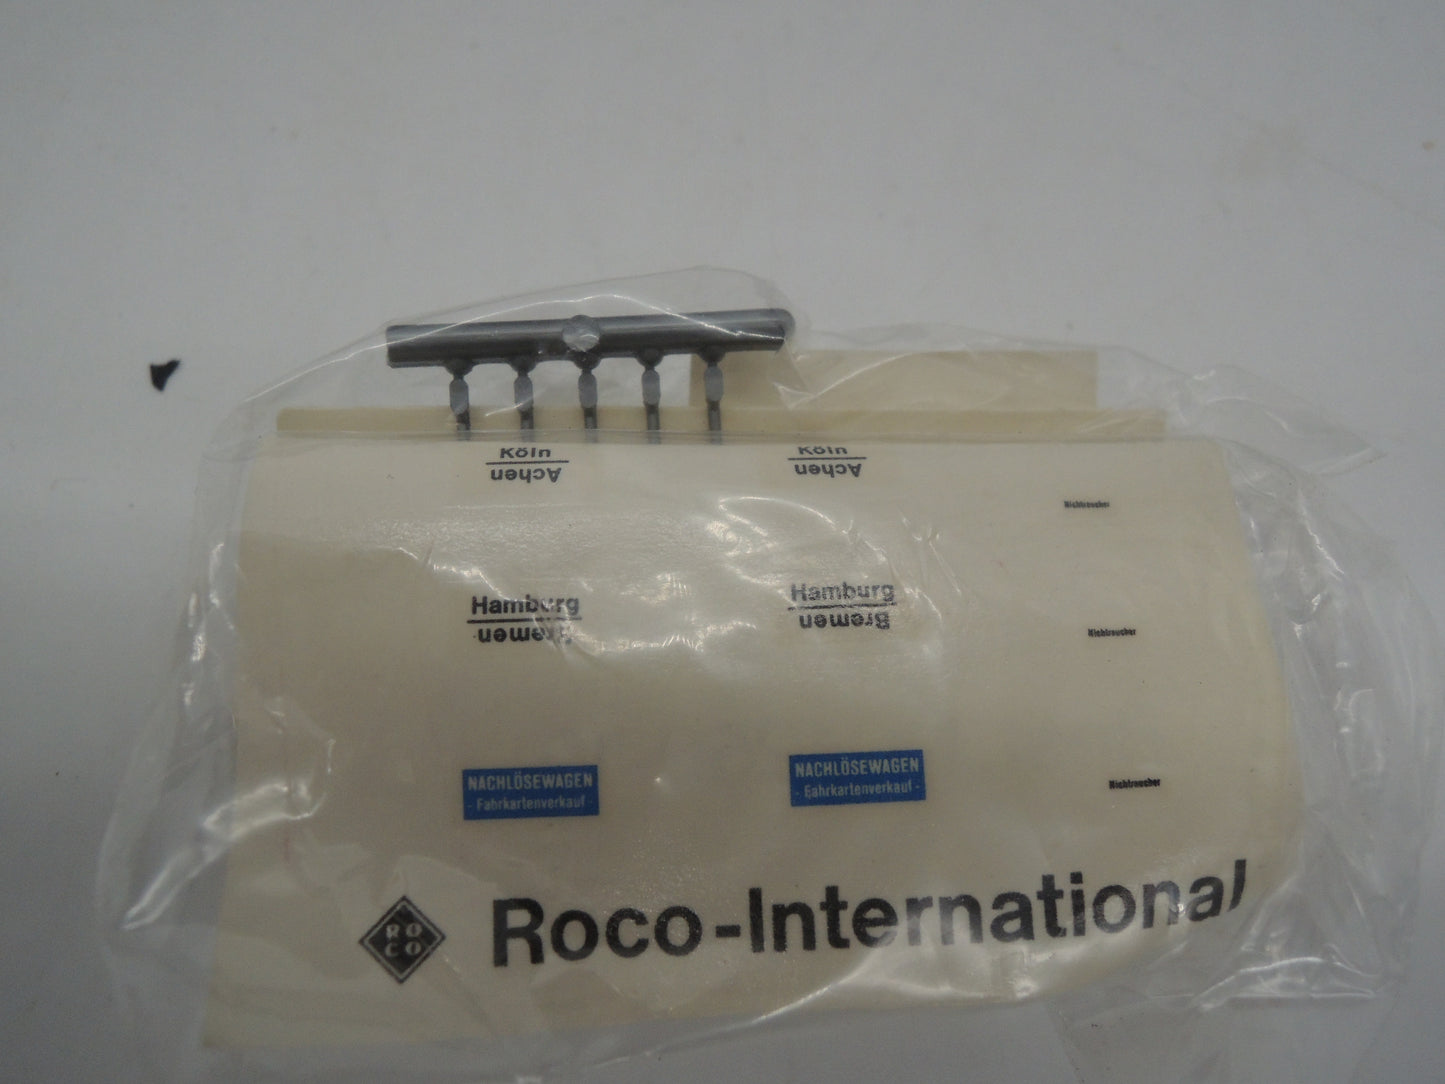 Köln Köln
Achen Achen
Nichtraucher
Hamburg Hamburg
Bremen Bremen
Nichtraucher
NACHLÖSEWAGEN NACHLÖSEWAGEN
- Fahrkartenverkauf - - Fahrkartenverkauf -
Nichtraucher
ROCO Roco-International